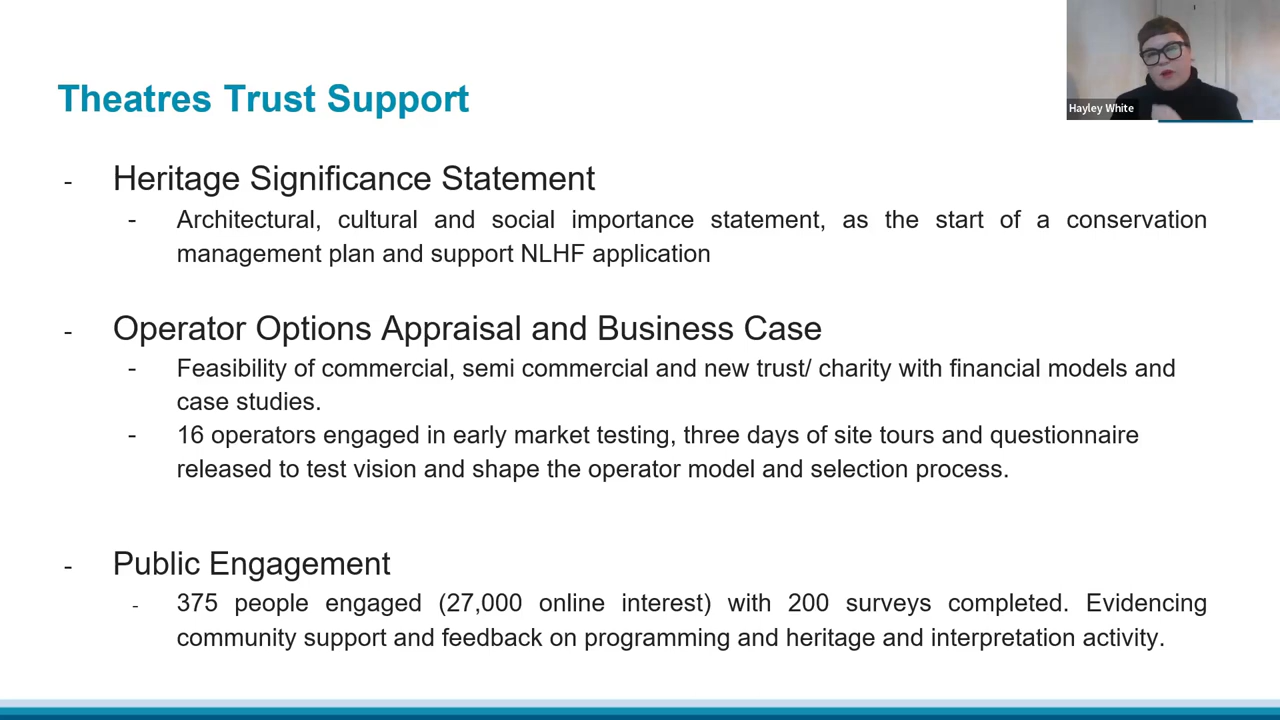 Hayley White
Theatres Trust Support
- Heritage Significance Statement
- Architectural, cultural and social importance statement, as the start of a conservation
management plan and support NLHF application
- Operator Options Appraisal and Business Case
- Feasibility of commercial, semi commercial and new trust/ charity with financial models and
case studies.
- 16 operators engaged in early market testing, three days of site tours and questionnaire
released to test vision and shape the operator model and selection process.
- Public Engagement
- 375 people engaged (27,000 online interest) with 200 surveys completed. Evidencing
community support and feedback on programming and heritage and interpretation activity.